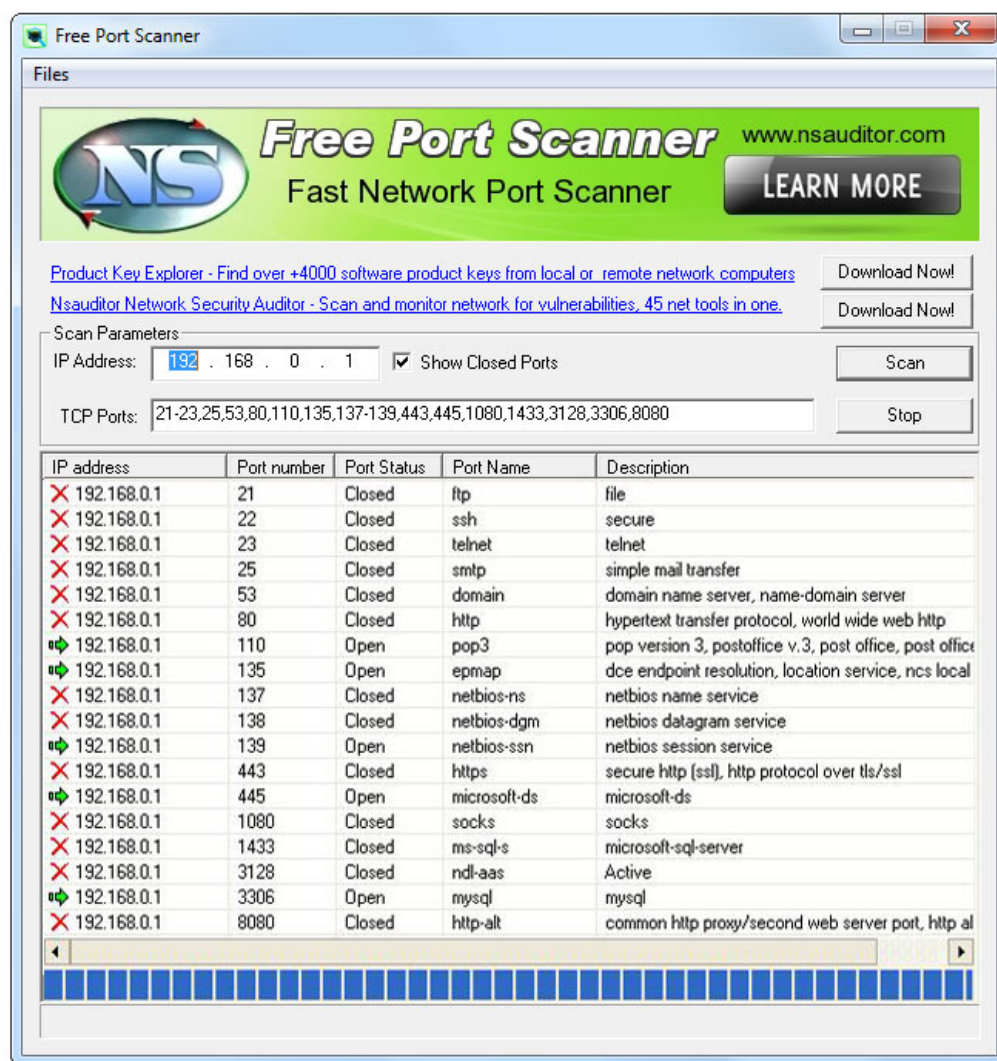 Free Port Scanner
Files
NS
Free Port Scanner
www.nsauditor.com
Fast Network Port Scanner
LEARN MORE
Product Key Explorer - Find over +4000 software product keys from local or remote network computers
Download Now!
Nsauditor Network Security Auditor - Scan and monitor network for vulnerabilities, 45 net tools in one.
Download Now!
Scan Parameters
IP Address: 192 . 168 . 0 . 1 Show Closed Ports Scan
TCP Ports: 21-23,25,53,80,110,135,137-139,443,445,1080,1433,3128,3306,8080 Stop
IP address Port number Port Status Port Name Description
192.168.0.1 21 Closed ftp file
192.168.0.1 22 Closed ssh secure
192.168.0.1 23 Closed telnet telnet
192.168.0.1 25 Closed smtp simple mail transfer
192.168.0.1 53 Closed domain domain name server, name-domain server
192.168.0.1 80 Closed http hypertext transfer protocol, world wide web http
192.168.0.1 110 Open pop3 pop version 3, postoffice v.3, post office, post office
192.168.0.1 135 Open epmap dce endpoint resolution, location service, ncs local
192.168.0.1 137 Closed netbios-ns netbios name service
192.168.0.1 138 Closed netbios-dgm netbios datagram service
192.168.0.1 139 Open netbios-ssn netbios session service
192.168.0.1 443 Closed https secure http (ssl), http protocol over tls/ssl
192.168.0.1 445 Open microsoft-ds microsoft-ds
192.168.0.1 1080 Closed socks socks
192.168.0.1 1433 Closed ms-sql-s microsoft-sql-server
192.168.0.1 3128 Closed ndl-aas Active
192.168.0.1 3306 Open mysql mysql
192.168.0.1 8080 Closed http-alt common http proxy/second web server port, http al